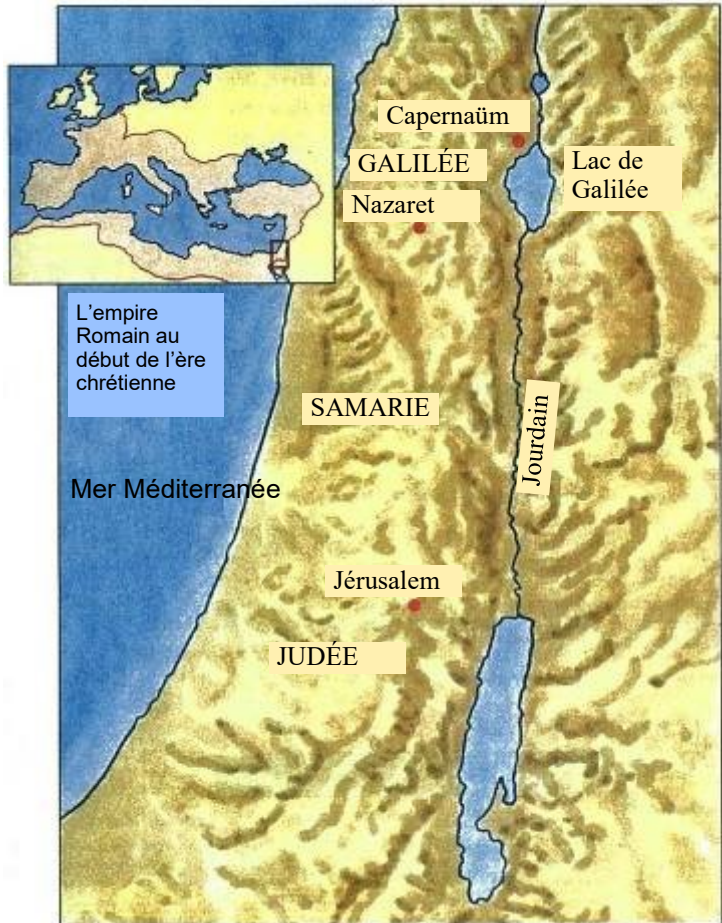 Capernaüm
GALILÉE
Lac de
Galilée
Nazaret
L'empire
Romain au
début de l'ère
chrétienne
SAMARIE
Jourdain
Mer Méditerranée
Jérusalem
JUDÉE